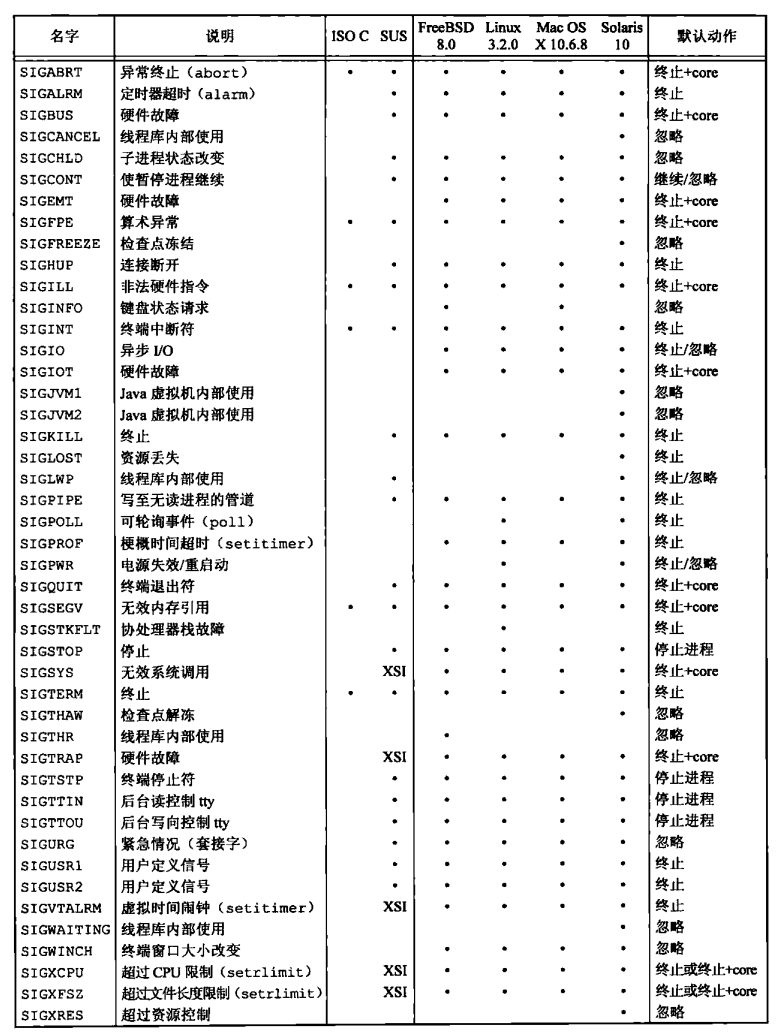 名字 说明 ISO C SUS FreeBSD 8.0 Linux 3.2.0 Mac OS X 10.6.8 Solaris 10 默认动作
SIGABRT 异常终止（abort） • • • • • • 终止+core
SIGALRM 定时器超时（alarm） • • • • • 终止
SIGBUS 硬件故障 • • • • • 终止+core
SIGCANCEL 线程库内部使用 • 忽略
SIGCHLD 子进程状态改变 • • • • • 忽略
SIGCONT 使暂停进程继续 • • • • • 继续/忽略
SIGEMT 硬件故障 • • • • 终止+core
SIGFPE 算术异常 • • • • • • 终止+core
SIGFREEZE 检查点冻结 • 忽略
SIGHUP 连接断开 • • • • • 终止
SIGILL 非法硬件指令 • • • • • • 终止+core
SIGINFO 键盘状态请求 • • 忽略
SIGINT 终端中断符 • • • • • • 终止
SIGIO 异步 I/O • • • • 终止/忽略
SIGIOT 硬件故障 • • • • 终止+core
SIGJVM1 Java 虚拟机内部使用 • 忽略
SIGJVM2 Java 虚拟机内部使用 • 忽略
SIGKILL 终止 • • • • • 终止
SIGLOST 资源丢失 • 终止
SIGLWP 线程库内部使用 • • 终止/忽略
SIGPIPE 写至无读进程的管道 • • • • • 终止
SIGPOLL 可轮询事件（poll） • • 终止
SIGPROF 梗概时间超时（setitimer） • • • • 终止
SIGPWR 电源失效/重启动 • • 终止/忽略
SIGQUIT 终端退出符 • • • • • 终止+core
SIGSEGV 无效内存引用 • • • • • • 终止+core
SIGSTKFLT 协处理器栈故障 • 终止
SIGSTOP 停止 • • • • • 停止进程
SIGSYS 无效系统调用 XSI • • • • 终止+core
SIGTERM 终止 • • • • • • 终止
SIGTHAW 检查点解冻 • 忽略
SIGTHR 线程库内部使用 • 忽略
SIGTRAP 硬件故障 XSI • • • • 终止+core
SIGTSTP 终端停止符 • • • • • 停止进程
SIGTTIN 后台读控制 tty • • • • • 停止进程
SIGTTOU 后台写向控制 tty • • • • • 停止进程
SIGURG 紧急情况（套接字） • • • • • 忽略
SIGUSR1 用户定义信号 • • • • • 终止
SIGUSR2 用户定义信号 • • • • • 终止
SIGVTALRM 虚拟时间闹钟（setitimer） XSI • • • • 终止
SIGWAITING 线程库内部使用 • 忽略
SIGWINCH 终端窗口大小改变 • • • • 忽略
SIGXCPU 超过 CPU 限制（setrlimit） XSI • • • • 终止或终止+core
SIGXFSZ 超过文件长度限制（setrlimit） XSI • • • • 终止或终止+core
SIGXRES 超过资源控制 • 忽略